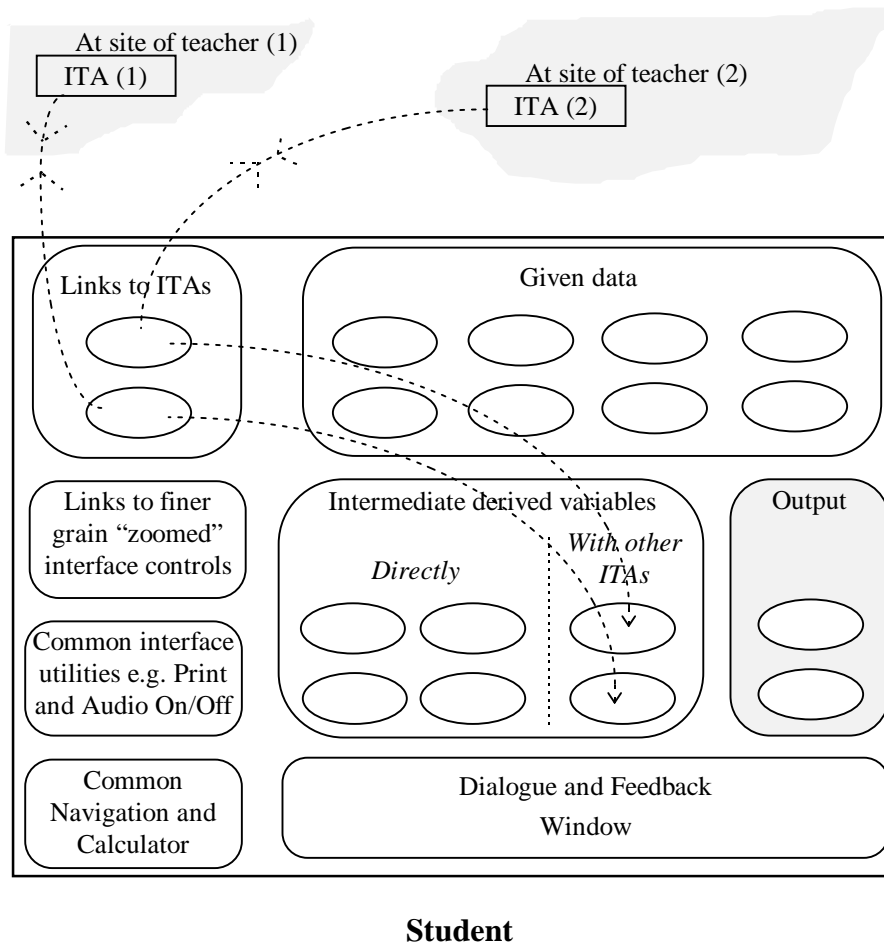 At site of teacher (1)
ITA (1)
At site of teacher (2)
ITA (2)
Links to ITAs
Given data
Links to finer
grain “zoomed”
interface controls
Intermediate derived variables
Directly
With other
ITAs
Output
Common interface
utilities e.g. Print
and Audio On/Off
Common
Navigation and
Calculator
Dialogue and Feedback
Window
Student